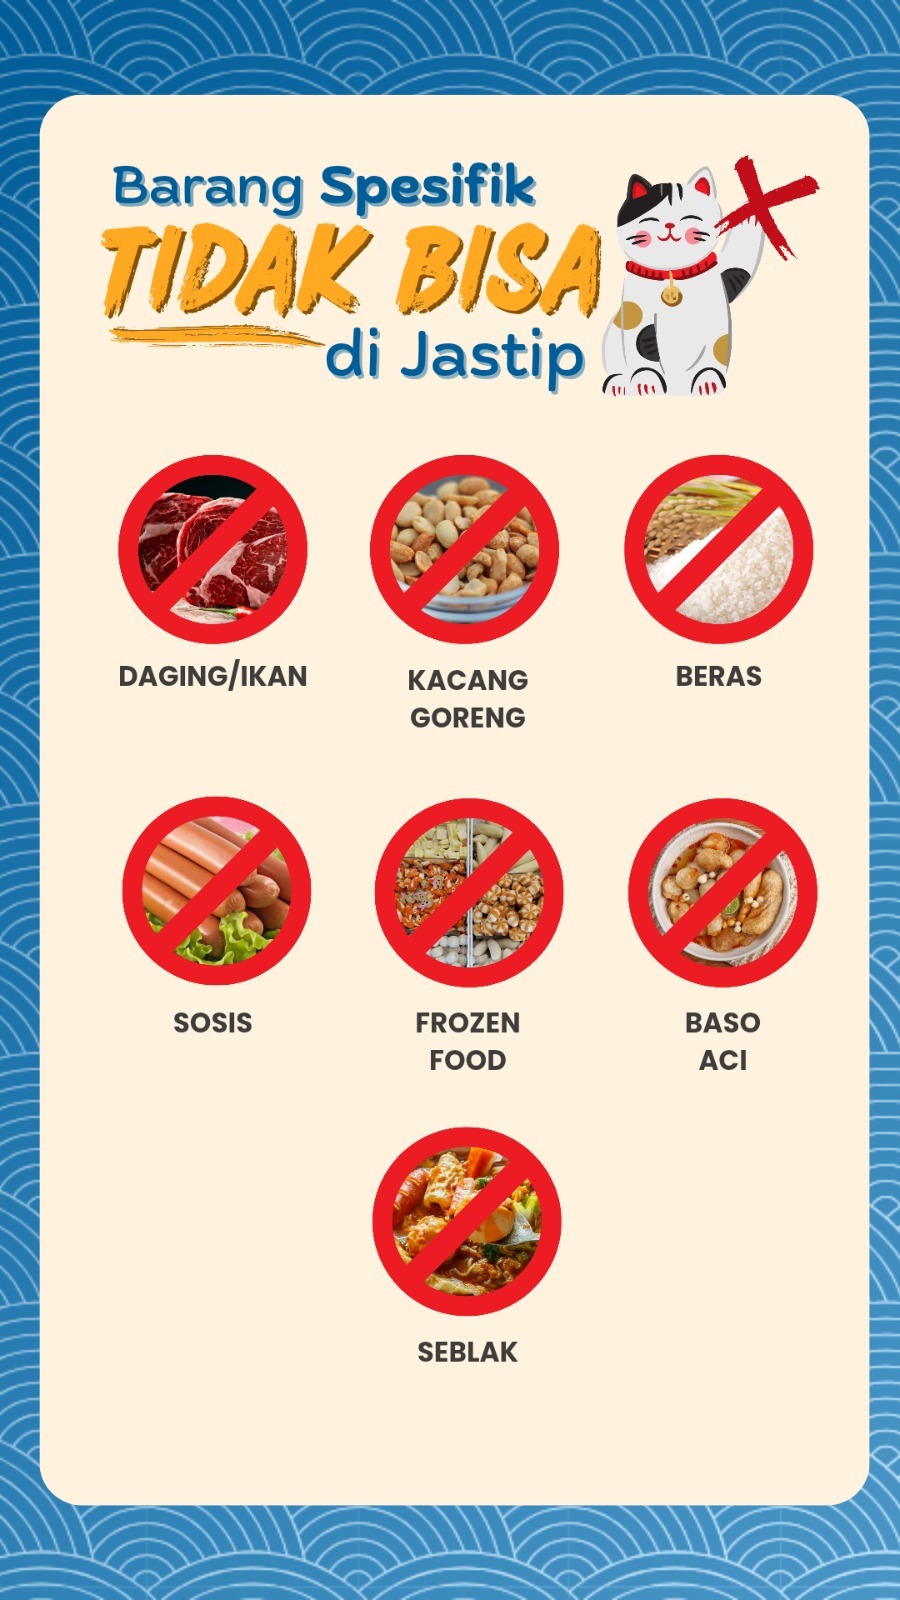 Barang Spesifik
TIDAK BISA
di Jastip
DAGING/IKAN
KACANG
GORENG
BERAS
SOSIS
FROZEN
FOOD
BASO
ACI
SEBLAK